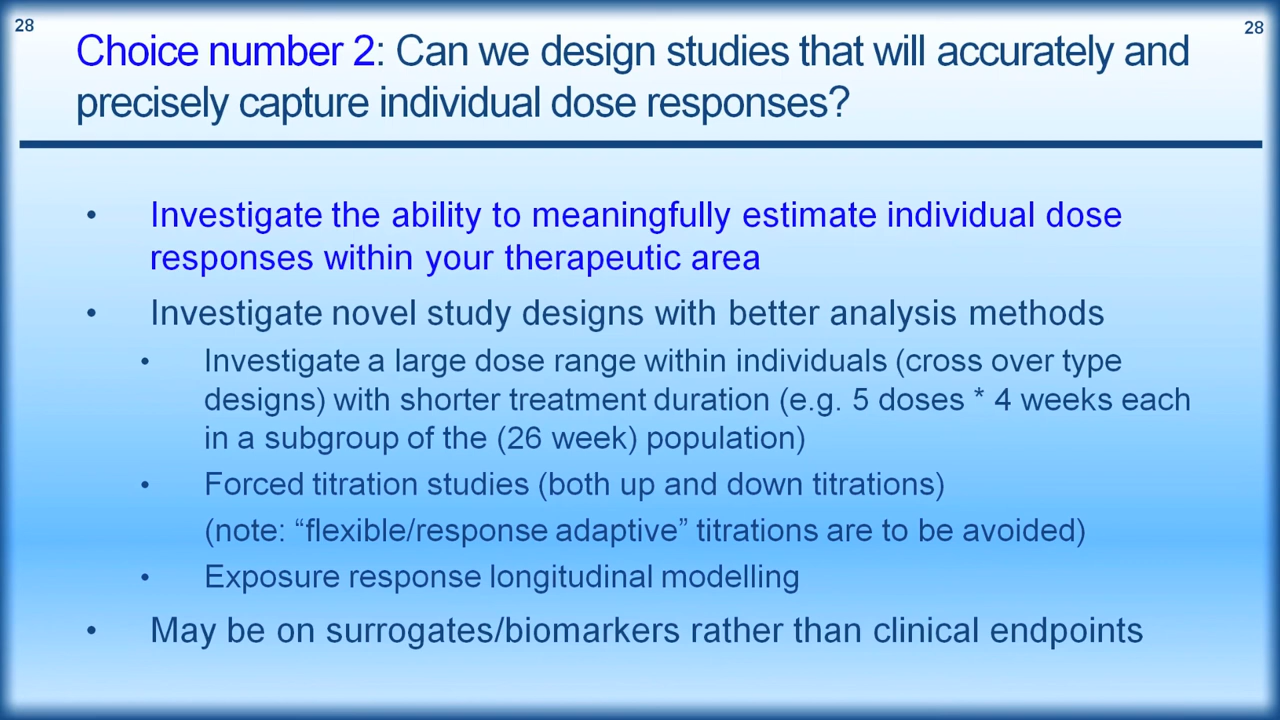 28
28
Choice number 2: Can we design studies that will accurately and
precisely capture individual dose responses?
• Investigate the ability to meaningfully estimate individual dose
responses within your therapeutic area
• Investigate novel study designs with better analysis methods
• Investigate a large dose range within individuals (cross over type
designs) with shorter treatment duration (e.g. 5 doses * 4 weeks each
in a subgroup of the (26 week) population)
• Forced titration studies (both up and down titrations)
(note: “flexible/response adaptive” titrations are to be avoided)
• Exposure response longitudinal modelling
• May be on surrogates/biomarkers rather than clinical endpoints